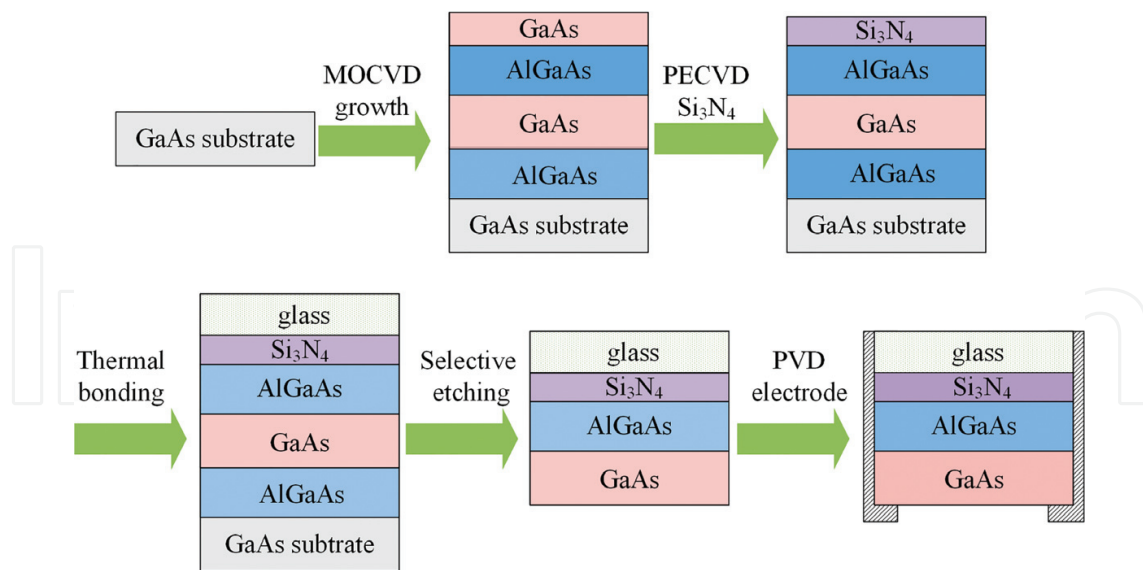 GaAs substrate
MOCVD
growth
GaAs
AlGaAs
GaAs
AlGaAs
GaAs substrate
PECVD
Si₃N₄
Si₃N₄
AlGaAs
GaAs
AlGaAs
GaAs substrate
Thermal
bonding
glass
Si₃N₄
AlGaAs
GaAs
AlGaAs
GaAs subtrate
Selective
etching
glass
Si₃N₄
AlGaAs
GaAs
PVD
electrode
glass
Si₃N₄
AlGaAs
GaAs